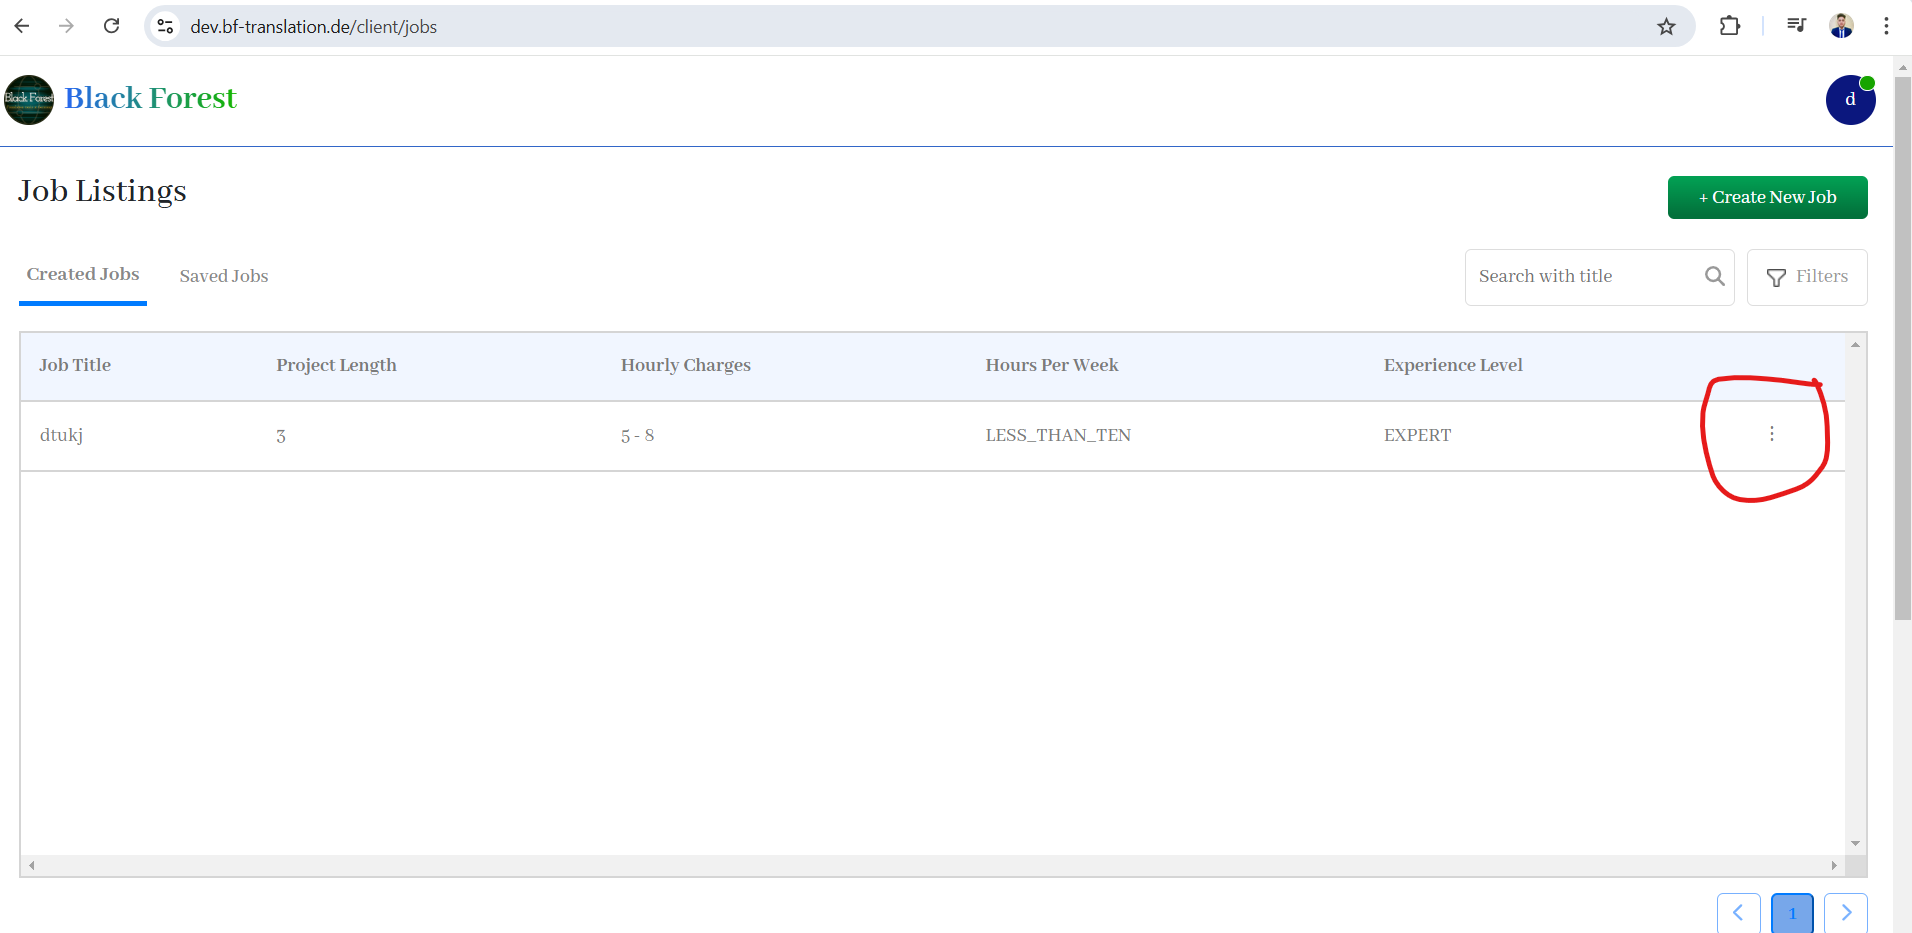 dev.bf-translation.de/client/jobs
Black Forest
Black Forest
d
Job Listings
+ Create New Job
Created Jobs
Saved Jobs
Search with title
Filters
Job Title Project Length Hourly Charges Hours Per Week Experience Level
dtukj 3 5 - 8 LESS_THAN_TEN EXPERT
1